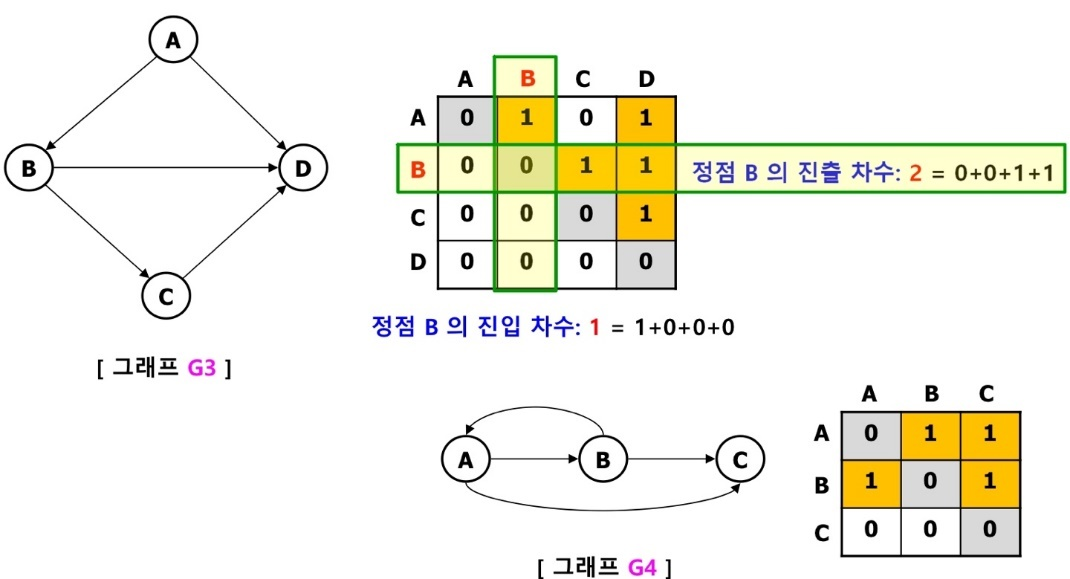 A
B
D
C
[ 그래프 G3 ]
A B C D
A 0 1 0 1
B 0 0 1 1 정점 B 의 진출 차수: 2 = 0+0+1+1
C 0 0 0 1
D 0 0 0 0
정점 B 의 진입 차수: 1 = 1+0+0+0
A B C
[ 그래프 G4 ]
A B C
A 0 1 1
B 1 0 1
C 0 0 0